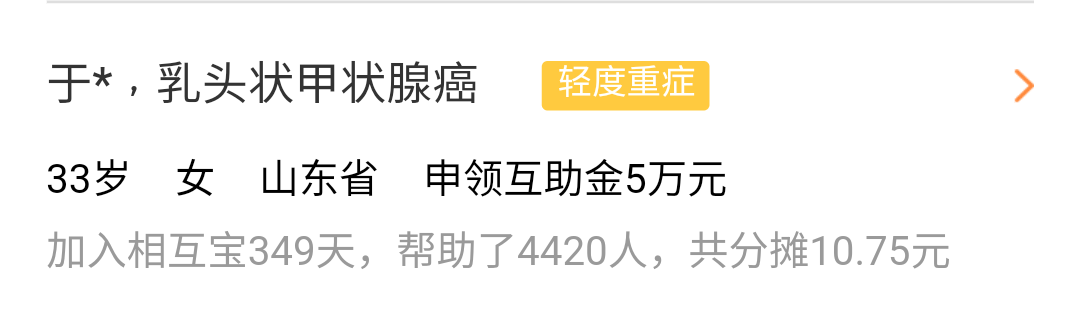 于*，乳头状甲状腺癌 轻度重症
33岁 女 山东省 申领互助金5万元
加入相互宝349天，帮助了4420人，共分摊10.75元